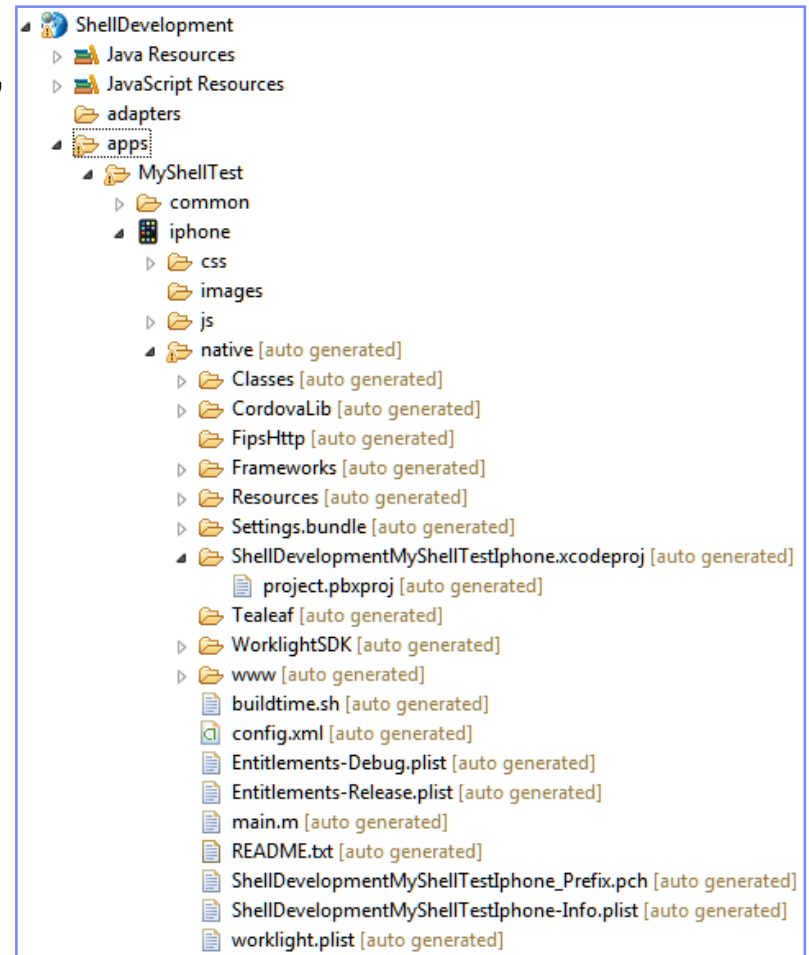 ShellDevelopment
Java Resources
JavaScript Resources
adapters
apps
MyShellTest
common
iphone
css
images
js
native [auto generated]
Classes [auto generated]
CordovaLib [auto generated]
FipsHttp [auto generated]
Frameworks [auto generated]
Resources [auto generated]
Settings.bundle [auto generated]
ShellDevelopmentMyShellTestIphone.xcodeproj [auto generated]
project.pbxproj [auto generated]
Tealeaf [auto generated]
WorklightSDK [auto generated]
www [auto generated]
buildtime.sh [auto generated]
config.xml [auto generated]
Entitlements-Debug.plist [auto generated]
Entitlements-Release.plist [auto generated]
main.m [auto generated]
README.txt [auto generated]
ShellDevelopmentMyShellTestIphone_Prefix.pch [auto generated]
ShellDevelopmentMyShellTestIphone-Info.plist [auto generated]
worklight.plist [auto generated]